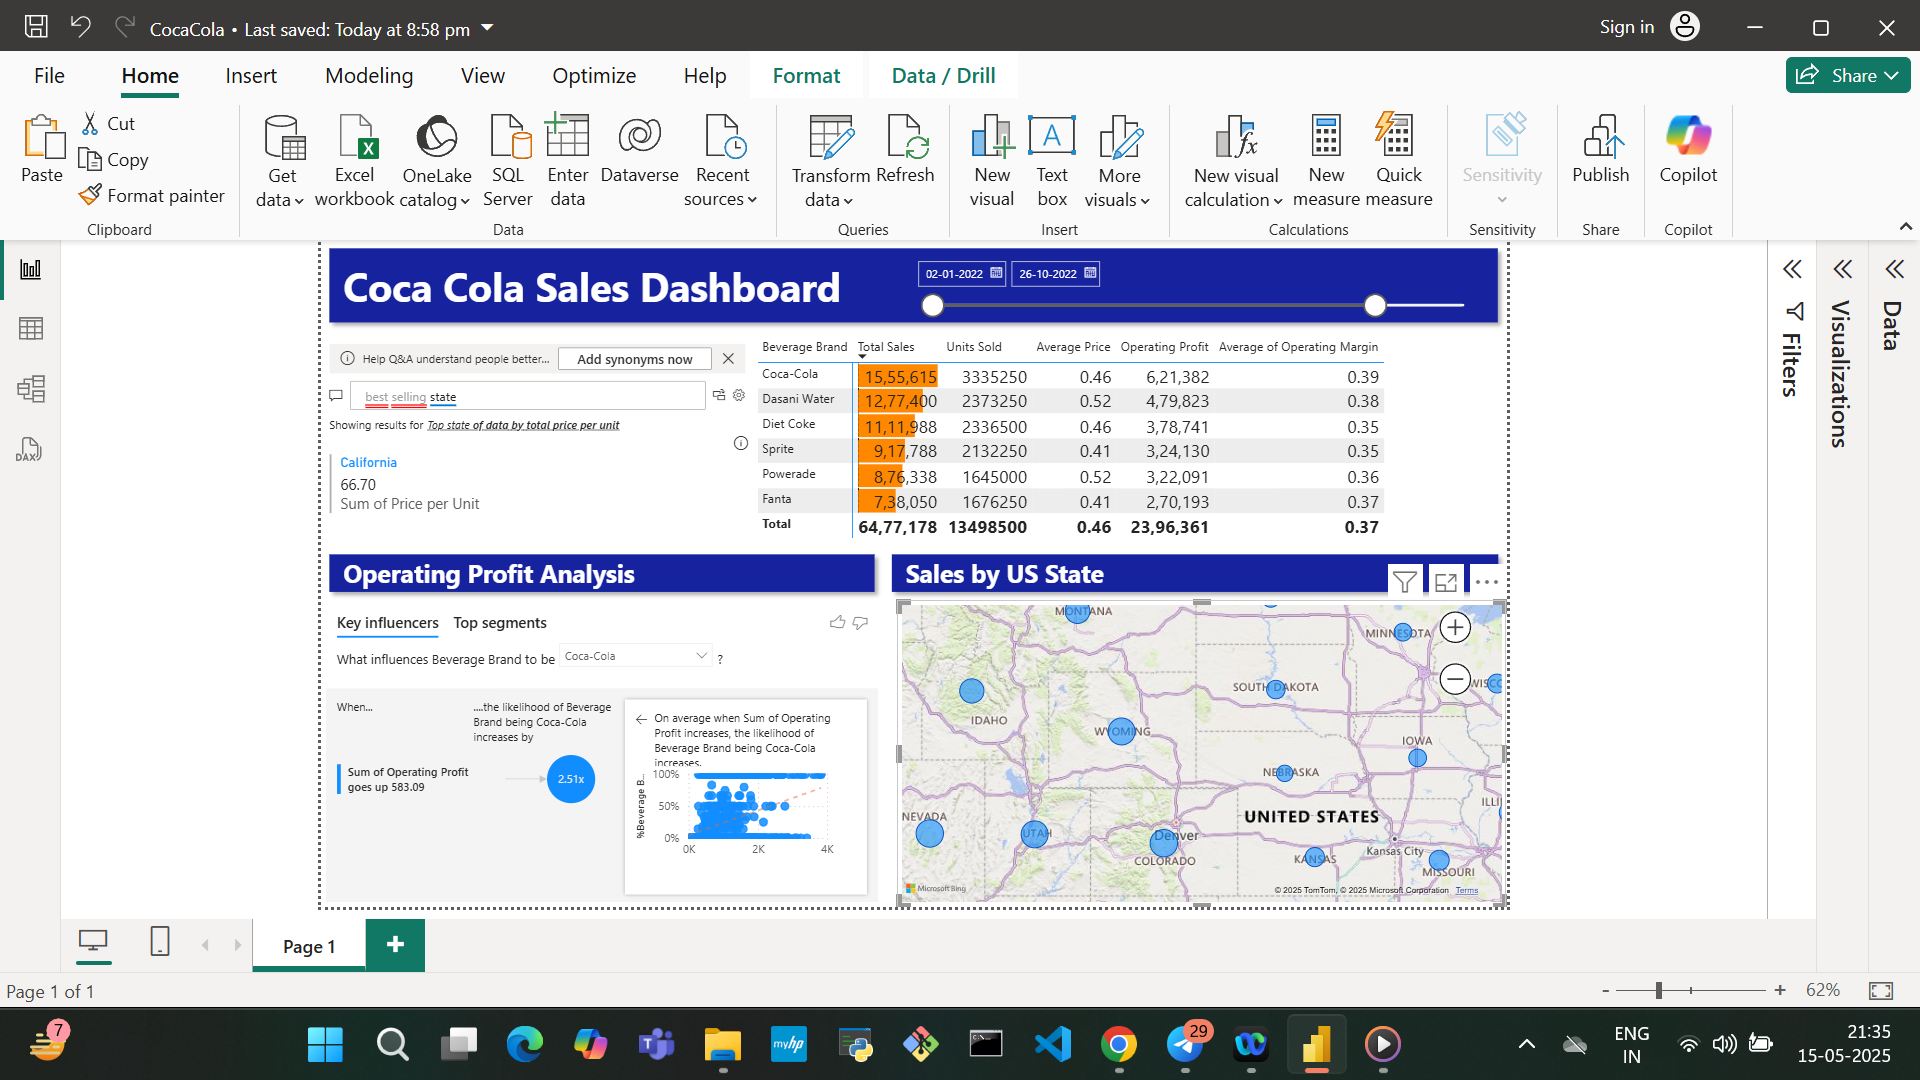 CocaCola • Last saved: Today at 8:58 pm
Sign in
File Home Insert Modeling View Optimize Help Format Data / Drill
Share
Paste
Cut
Copy
Format painter
Clipboard
Get data
Excel workbook
OneLake catalog
SQL Server
Enter data
Dataverse
Recent sources
Data
Transform data
Refresh
Queries
New visual
A
Text box
More visuals
Insert
New visual calculation
New measure
Quick measure
Calculations
Sensitivity
Sensitivity
Publish
Share
Copilot
Copilot
DAX
Coca Cola Sales Dashboard
02-01-2022
26-10-2022
Help Q&A understand people better...
Add synonyms now
best selling state
Showing results for Top state of data by total price per unit
California
66.70
Sum of Price per Unit
Beverage Brand Total Sales Units Sold Average Price Operating Profit Average of Operating Margin
Coca-Cola 15,55,615 3335250 0.46 6,21,382 0.39
Dasani Water 12,77,400 2373250 0.52 4,79,823 0.38
Diet Coke 11,11,988 2336500 0.46 3,78,741 0.35
Sprite 9,17,788 2132250 0.41 3,24,130 0.35
Powerade 8,76,338 1645000 0.52 3,22,091 0.36
Fanta 7,38,050 1676250 0.41 2,70,193 0.37
Total 64,77,178 13498500 0.46 23,96,361 0.37
Operating Profit Analysis
Key influencers Top segments
What influences Beverage Brand to be Coca-Cola ?
When...
....the likelihood of Beverage
Brand being Coca-Cola
increases by
Sum of Operating Profit
goes up 583.09
2.51x
On average when Sum of Operating
Profit increases, the likelihood of
Beverage Brand being Coca-Cola
increases.
%Beverage B...
100%
50%
0%
0K 2K 4K
Sales by US State
MONTANA
MINNESOTA
SOUTH DAKOTA
WISC
IDAHO
WYOMING
IOWA
NEBRASKA
ILLI
NEVADA
UNITED STATES
UTAH
Denver
COLORADO
KANSAS
Kansas City
MISSOURI
Microsoft Bing
© 2025 TomTom, © 2025 Microsoft Corporation Terms
Filters
Visualizations
Data
Page 1
Page 1 of 1
62%
7
myhp
29
ENG
IN
21:35
15-05-2025